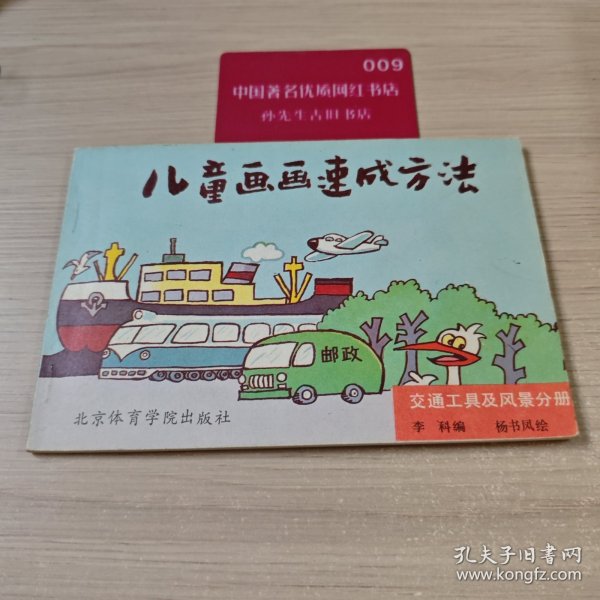 009
中国著名优质网红书店
孙先生古旧书店
儿童画画速成方法
邮政
交通工具及风景分册
李 科编 杨书凤绘
北京体育学院出版社
孔夫子旧书网
www.kongfz.com